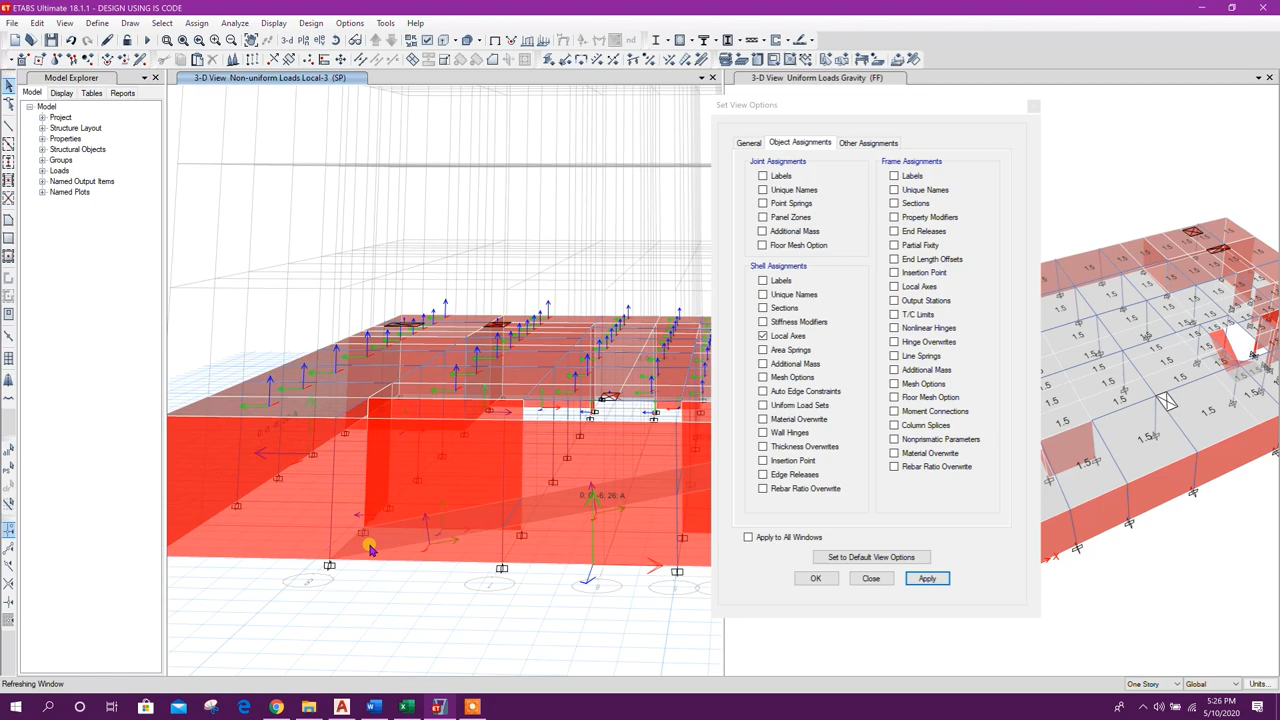 ETABS Ultimate 18.1.1 - DESIGN USING IS CODE
File Edit View Define Draw Select Assign Analyze Display Design Options Tools Help
3-d
nd
Model Explorer
3-D View Non-uniform Loads Local-3 (SP)
3-D View Uniform Loads Gravity (FF)
Model Display Tables Reports
Model
Project
Structure Layout
Properties
Structural Objects
Groups
Loads
Named Output Items
Named Plots
Set View Options
General Object Assignments Other Assignments
Joint Assignments
Labels
Unique Names
Point Springs
Panel Zones
Additional Mass
Floor Mesh Option
Shell Assignments
Labels
Unique Names
Sections
Stiffness Modifiers
Local Axes
Area Springs
Additional Mass
Mesh Options
Auto Edge Constraints
Uniform Load Sets
Material Overwrite
Wall Hinges
Thickness Overwrites
Insertion Point
Edge Releases
Rebar Ratio Overwrite
Frame Assignments
Labels
Unique Names
Sections
Property Modifiers
End Releases
Partial Fixity
End Length Offsets
Insertion Point
Local Axes
Output Stations
T/C Limits
Nonlinear Hinges
Hinge Overwrites
Line Springs
Additional Mass
Mesh Options
Floor Mesh Option
Moment Connections
Column Splices
Nonprismatic Parameters
Material Overwrite
Rebar Ratio Overwrite
Apply to All Windows
Set to Default View Options
OK Close Apply
1.5 1.5 1.5 1.5 1.5
X
Refreshing Window
One Story Global Units...
5:26 PM
5/10/2020